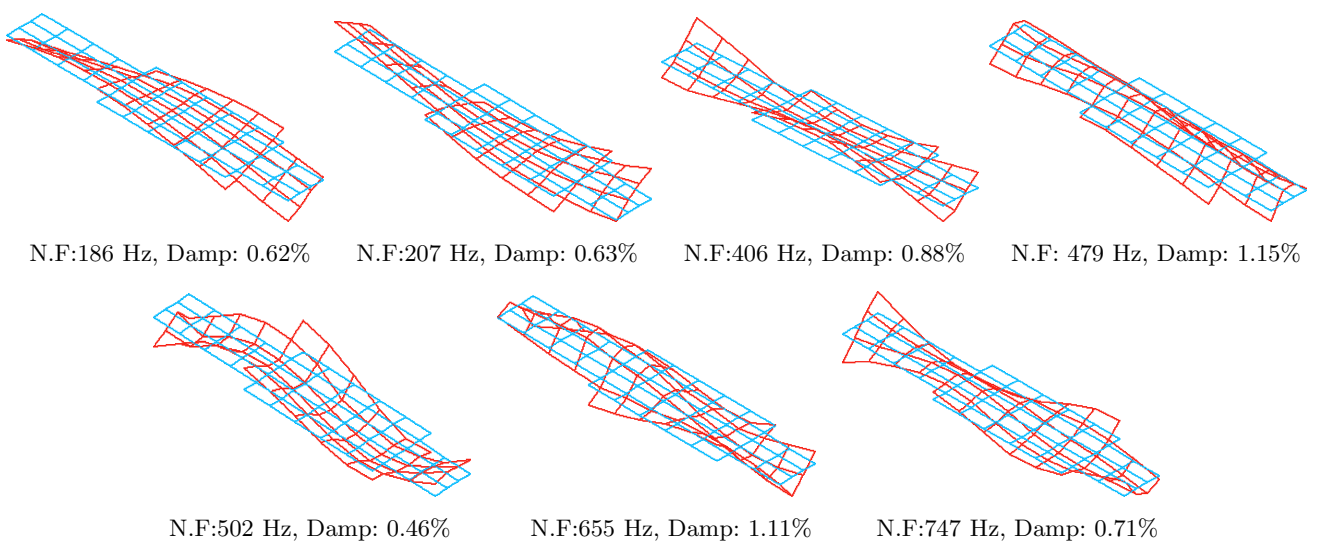 N.F:186 Hz, Damp: 0.62%
N.F:207 Hz, Damp: 0.63%
N.F:406 Hz, Damp: 0.88%
N.F: 479 Hz, Damp: 1.15%
N.F:502 Hz, Damp: 0.46%
N.F:655 Hz, Damp: 1.11%
N.F:747 Hz, Damp: 0.71%